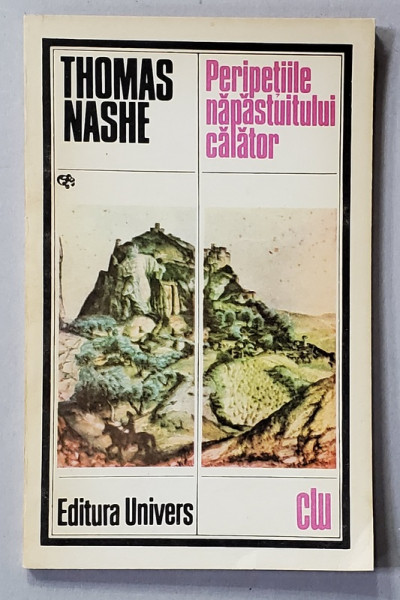 THOMAS
NASHE
Peripețiile
năpăstuitului
călător
Editura Univers
clu